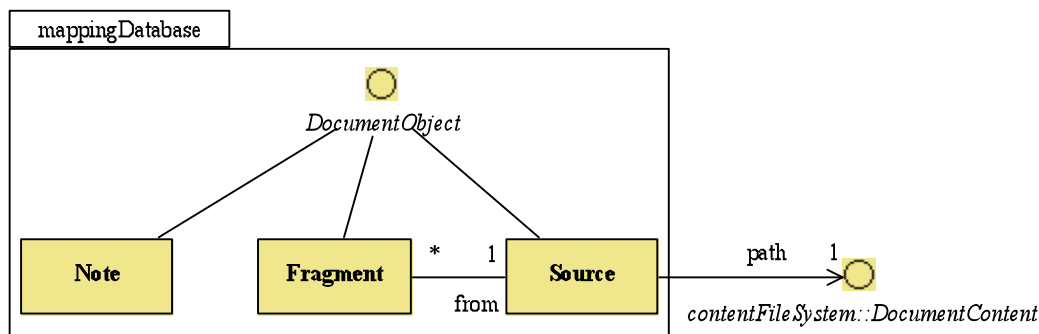 mappingDatabase
DocumentObject
Note
Fragment
*
1
from
Source
path
1
contentFileSystem::DocumentContent